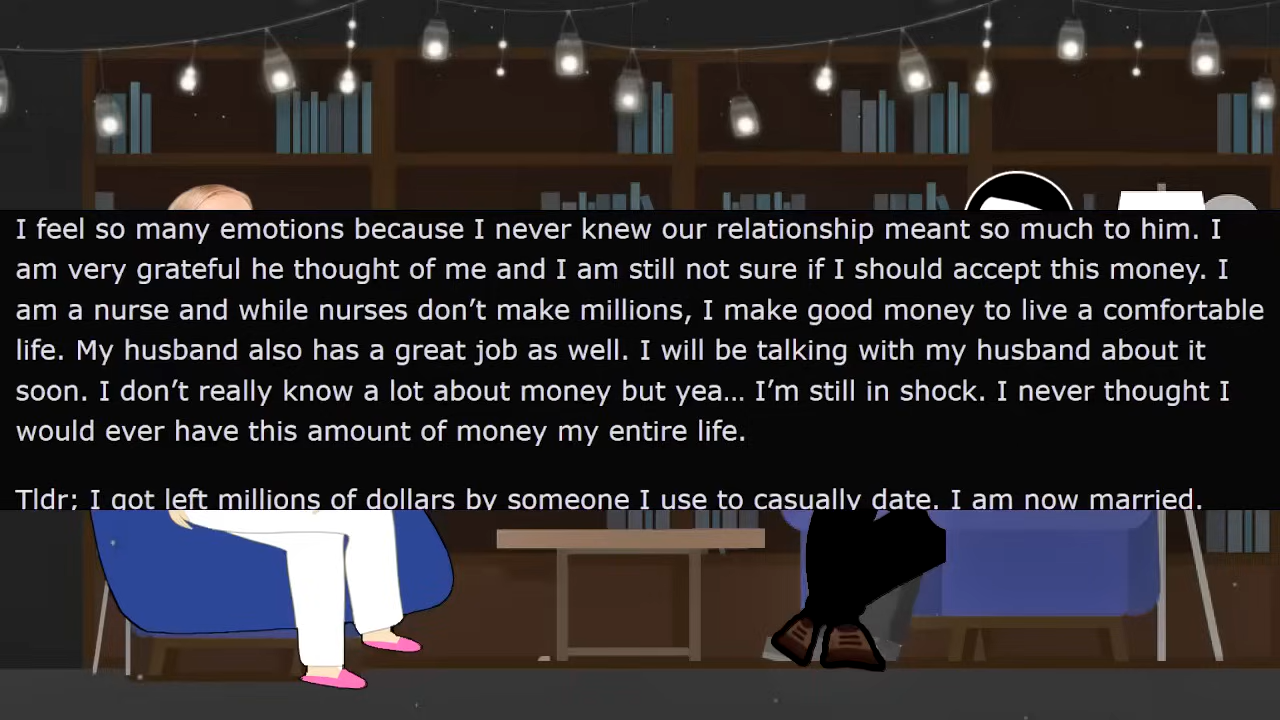 I feel so many emotions because I never knew our relationship meant so much to him. I
am very grateful he thought of me and I am still not sure if I should accept this money. I
am a nurse and while nurses don’t make millions, I make good money to live a comfortable
life. My husband also has a great job as well. I will be talking with my husband about it
soon. I don’t really know a lot about money but yea… I’m still in shock. I never thought I
would ever have this amount of money my entire life.
Tldr; I got left millions of dollars by someone I use to casually date. I am now married.